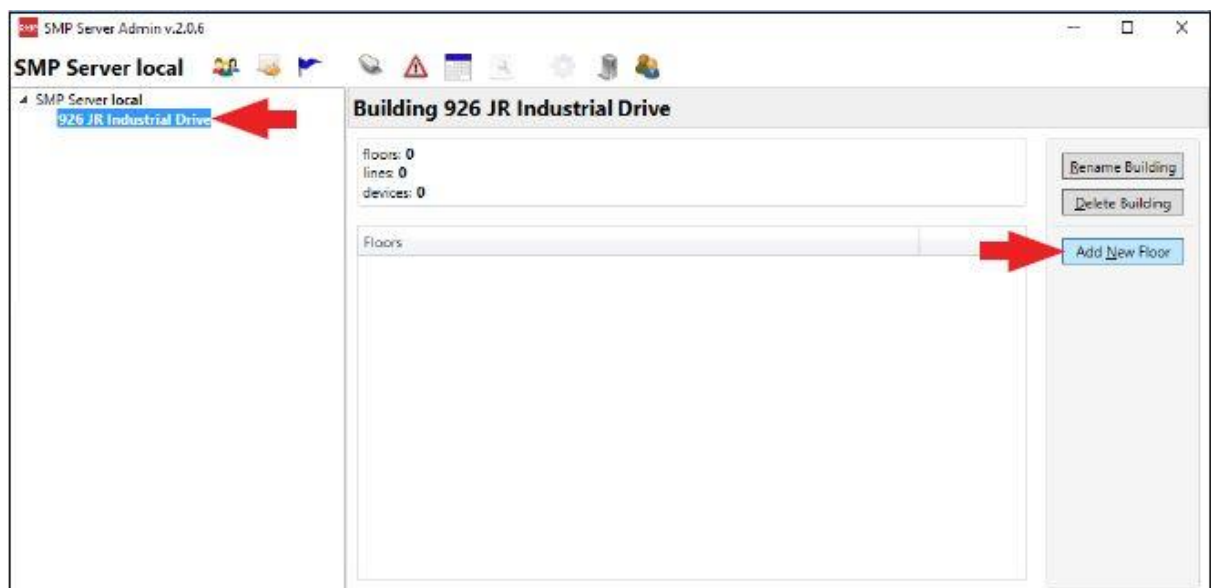 SMP Server Admin v.2.0.6
SMP Server local
SMP Server local
926 JR Industrial Drive
Building 926 JR Industrial Drive
floors: 0
lines: 0
devices: 0
Rename Building
Delete Building
Floors
Add New Floor